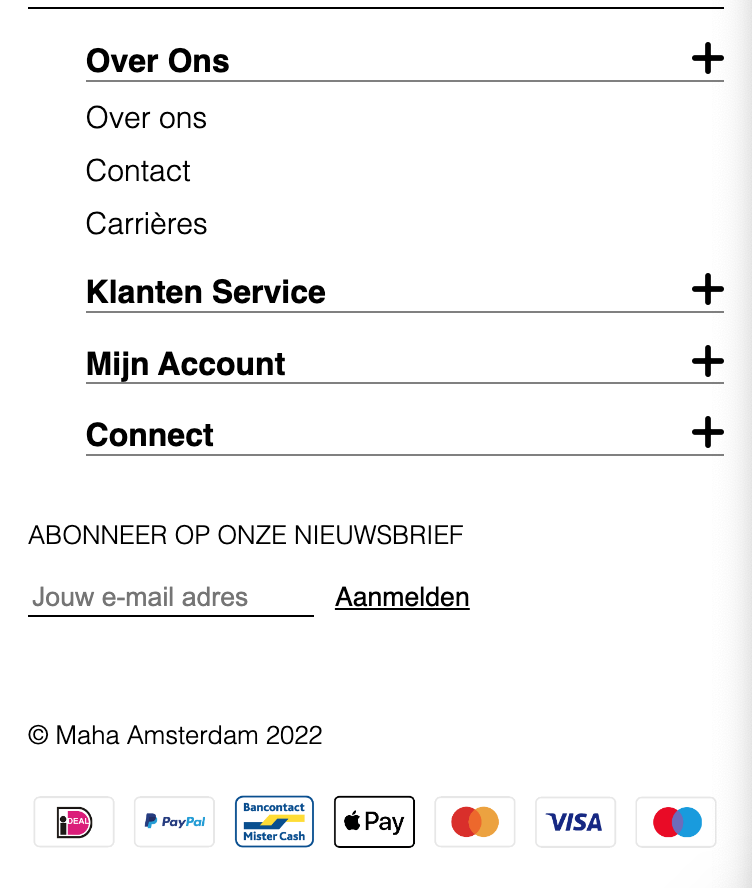 Over Ons
Over ons
Contact
Carrières
Klanten Service
Mijn Account
Connect
ABONNEER OP ONZE NIEUWSBRIEF
Jouw e-mail adres Aanmelden
© Maha Amsterdam 2022
iDEAL PayPal Bancontact Mister Cash Pay VISA